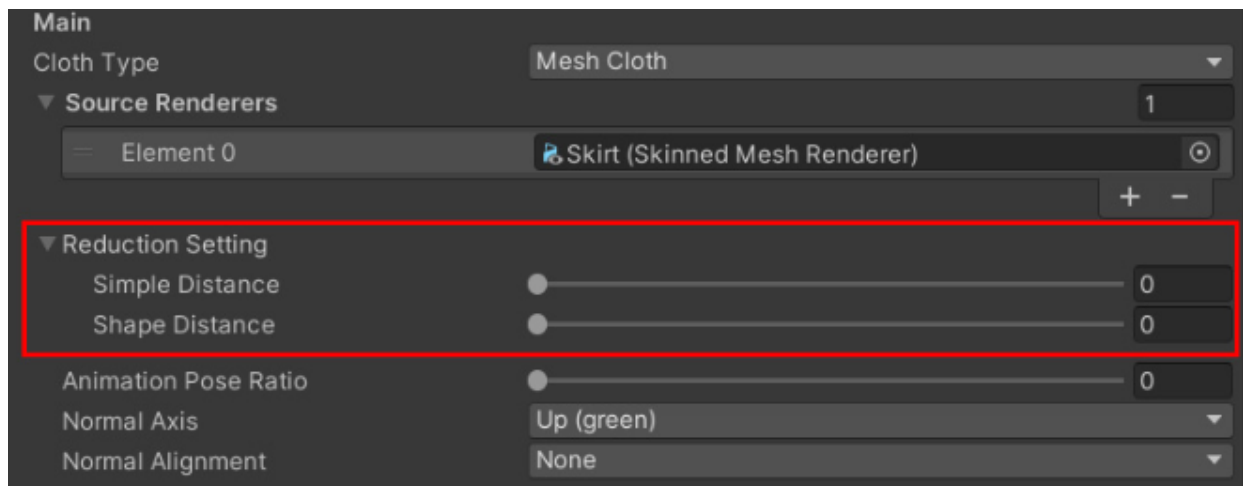 Main
Cloth Type Mesh Cloth
Source Renderers 1
Element 0 Skirt (Skinned Mesh Renderer)
+ -
Reduction Setting
Simple Distance 0
Shape Distance 0
Animation Pose Ratio 0
Normal Axis Up (green)
Normal Alignment None